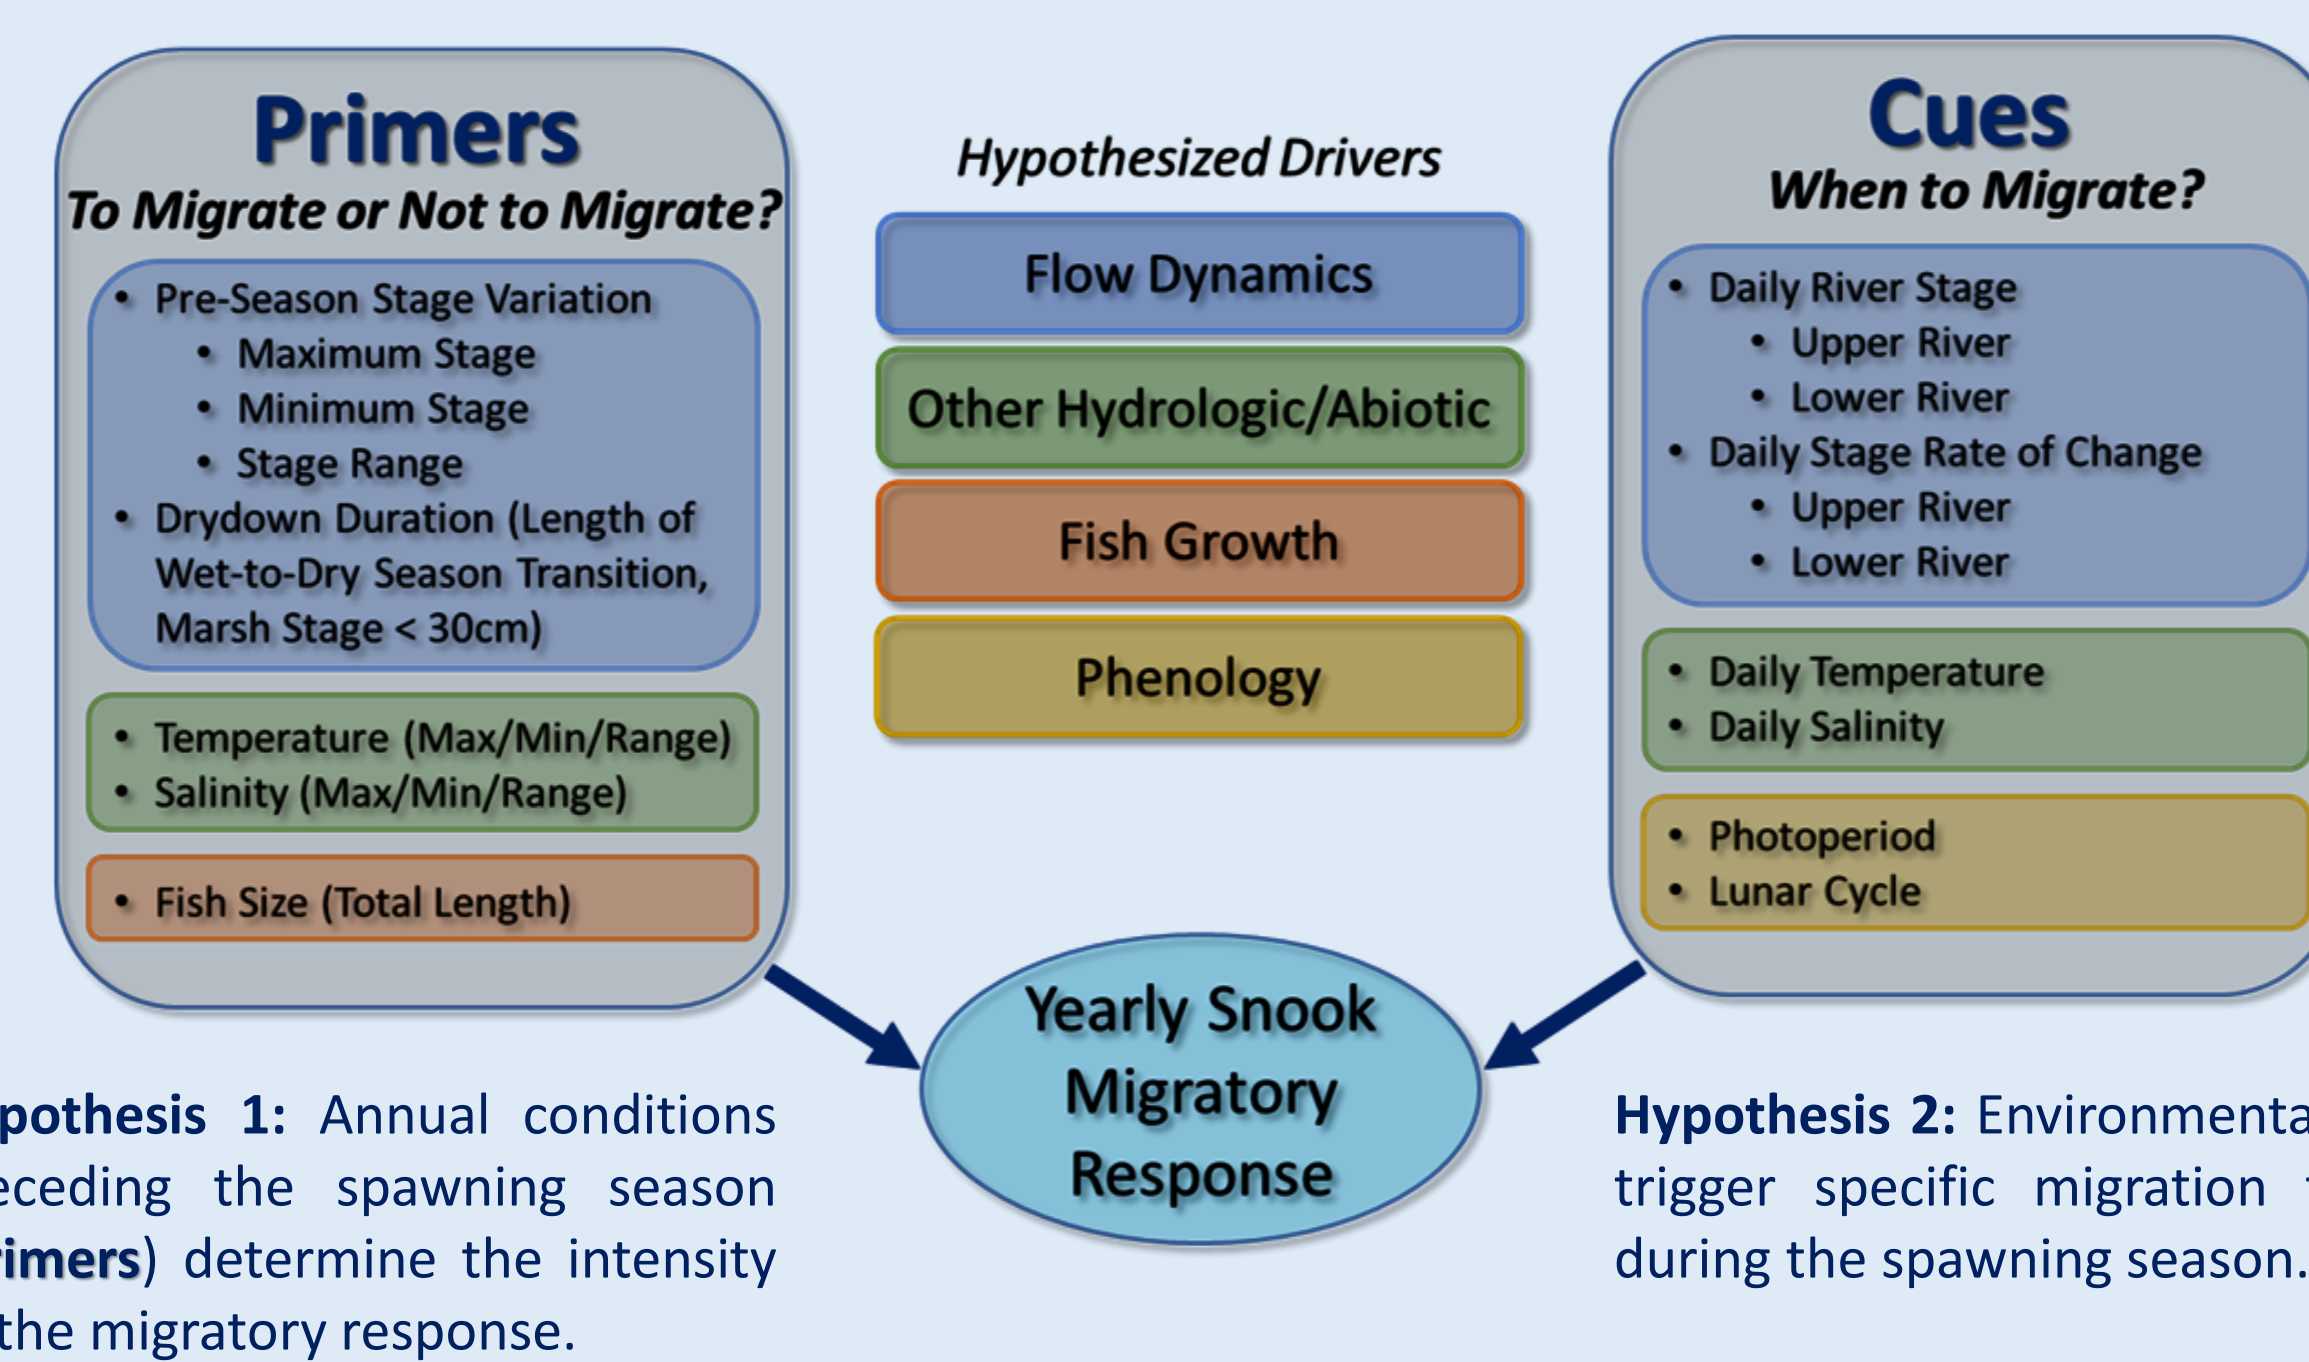 Primers
To Migrate or Not to Migrate?
• Pre-Season Stage Variation
• Maximum Stage
• Minimum Stage
• Stage Range
• Drydown Duration (Length of
Wet-to-Dry Season Transition,
Marsh Stage < 30cm)
• Temperature (Max/Min/Range)
• Salinity (Max/Min/Range)
• Fish Size (Total Length)
Hypothesized Drivers
Flow Dynamics
Other Hydrologic/Abiotic
Fish Growth
Phenology
Cues
When to Migrate?
• Daily River Stage
• Upper River
• Lower River
• Daily Stage Rate of Change
• Upper River
• Lower River
• Daily Temperature
• Daily Salinity
• Photoperiod
• Lunar Cycle
Yearly Snook
Migratory
Response
pothesis 1: Annual conditions
eceding the spawning season
rimers) determine the intensity
the migratory response.
Hypothesis 2: Environmenta
trigger specific migration
during the spawning season.